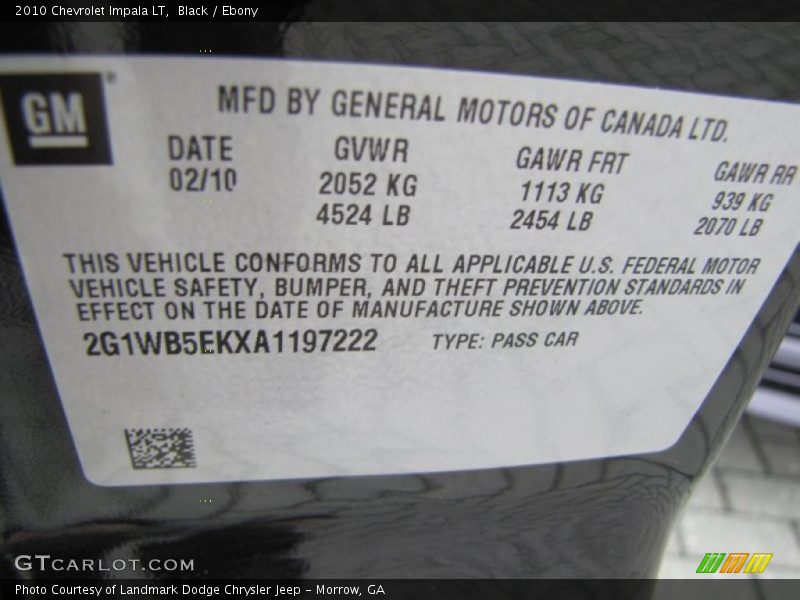 2010 Chevrolet Impala LT, Black / Ebony
GM
MFD BY GENERAL MOTORS OF CANADA LTD.
DATE GVWR GAWR FRT GAWR RR
02/10 2052 KG 1113 KG 939 KG
4524 LB 2454 LB 2070 LB
THIS VEHICLE CONFORMS TO ALL APPLICABLE U.S. FEDERAL MOTOR
VEHICLE SAFETY, BUMPER, AND THEFT PREVENTION STANDARDS IN
EFFECT ON THE DATE OF MANUFACTURE SHOWN ABOVE.
2G1WB5EKXA1197222 TYPE: PASS CAR
GTCARLOT.COM
Photo Courtesy of Landmark Dodge Chrysler Jeep - Morrow, GA